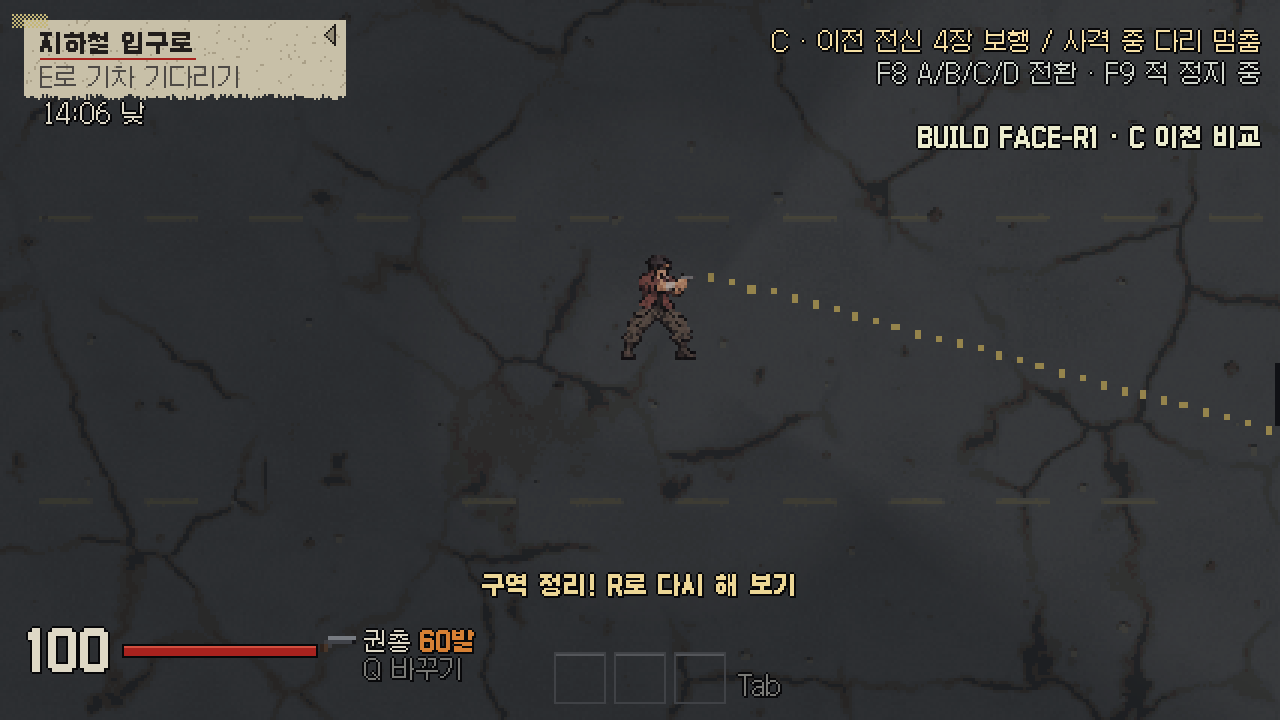 지하철 입구로
E로 기차 기다리기
14:06 낮
C · 이전 전신 4장 보행 / 사격 중 다리 멈춤
F8 A/B/C/D 전환 · F9 적 정지 중
BUILD FACE-R1 · C 이전 비교
구역 정리! R로 다시 해 보기
100
권총 60발
Q 바꾸기
Tab